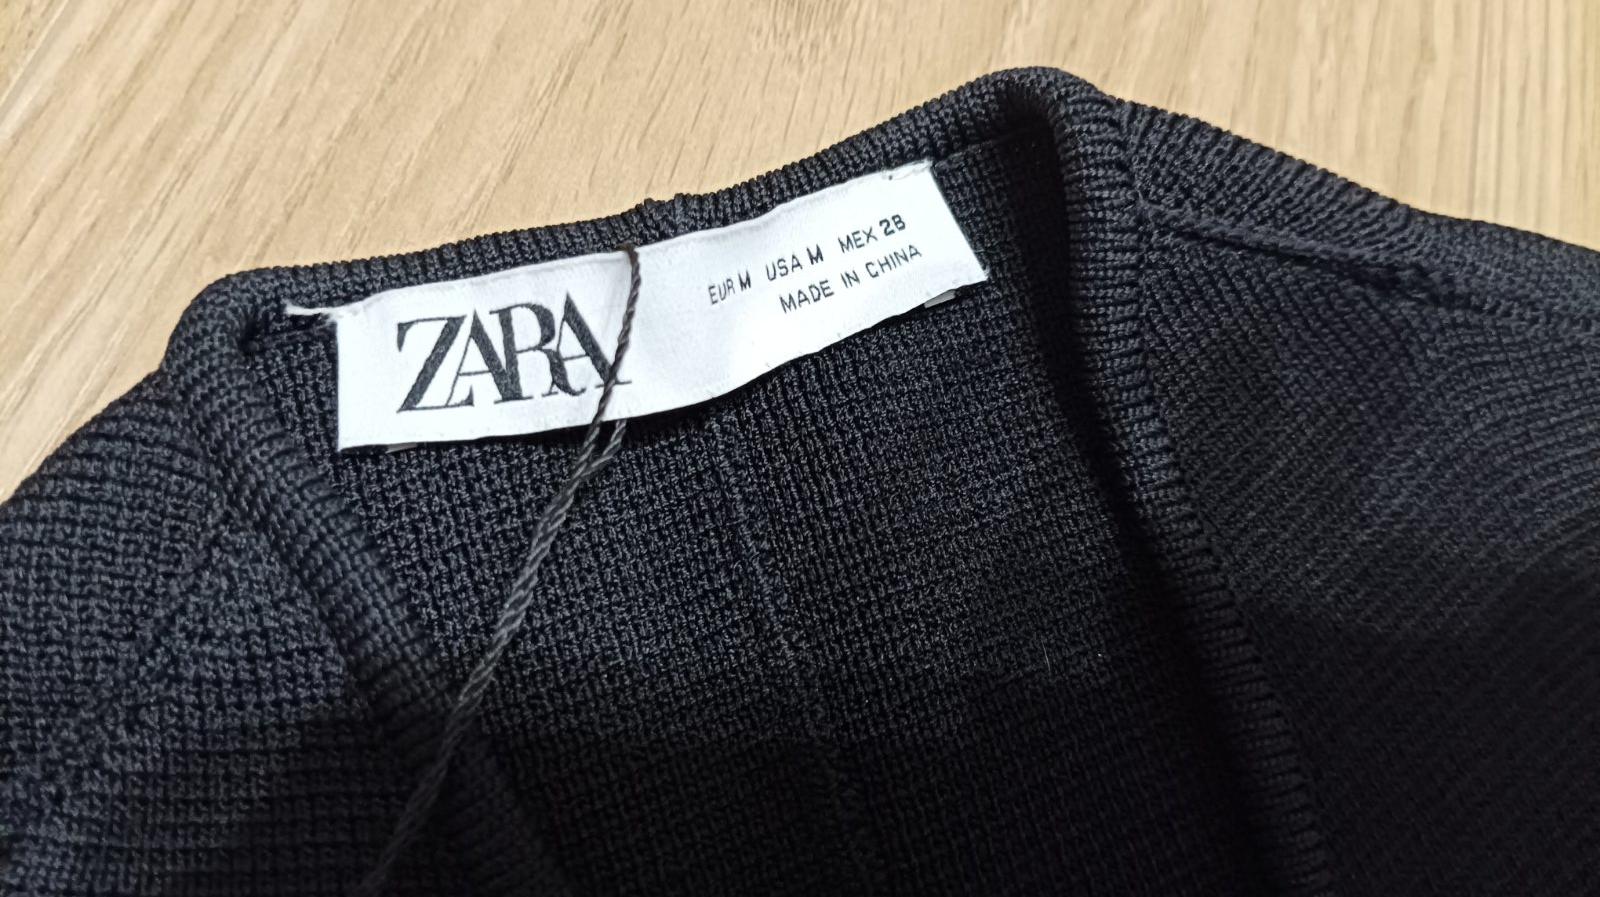 ZARA
EUR M USA M MEX 28
MADE IN CHINA